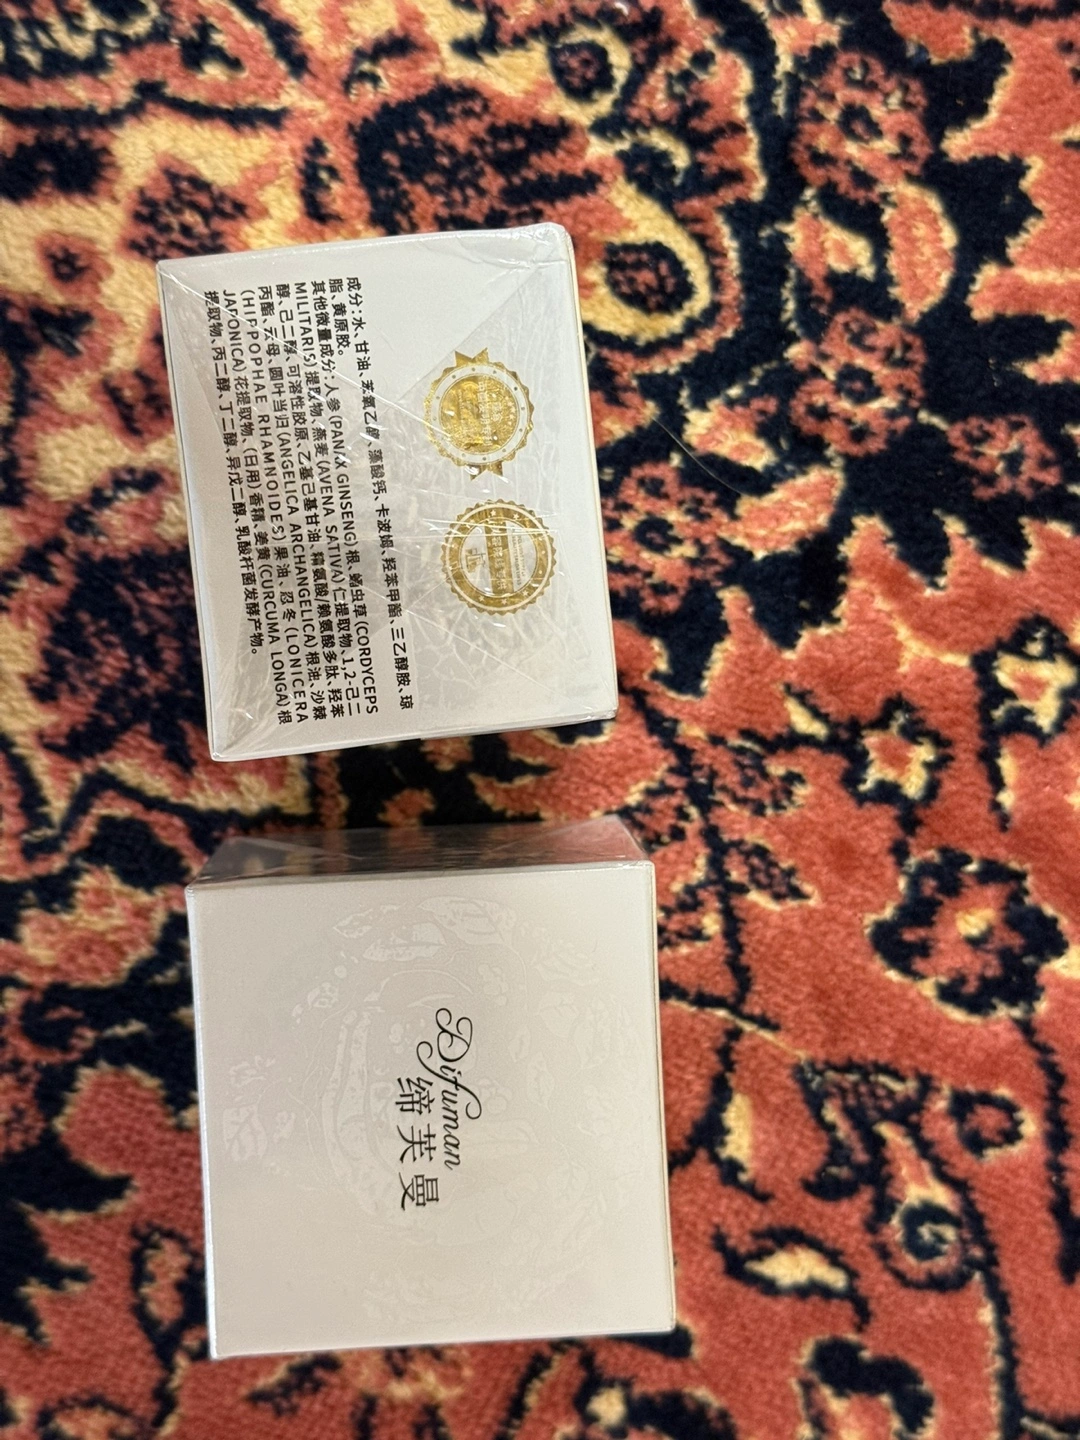 成分:水、甘油、苯氧乙醇、藻酸钙、卡波姆、羟苯甲酯、三乙醇胺、琼
脂、黄原胶。
其他微量成分:人参(PANAX GINSENG)根、蛹虫草(CORDYCEPS
MILITARIS)提取物、燕麦(AVENA SATIVA)仁提取物、1,2-己二
醇、己二醇、可溶性胶原、乙基己基甘油、精氨酸/赖氨酸多肽、羟苯
丙酯、云母、圆叶当归(ANGELICA ARCHANGELICA)根油、沙棘
(HIPPOPHAE RHAMNOIDES)果油、忍冬(LONICERA
JAPONICA)花提取物、(日用)香精、姜黄(CURCUMA LONGA)根
提取物、丙二醇、丁二醇、异戊二醇、乳酸杆菌发酵产物。
Difuman
缔芙曼